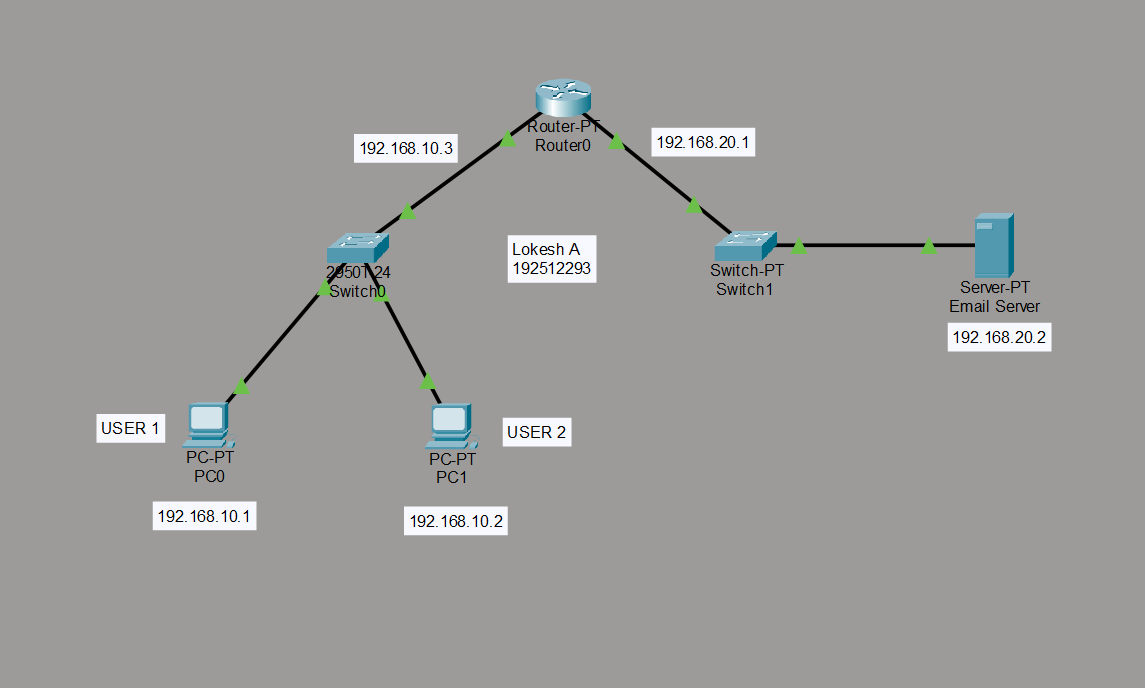 Router-PT
Router0
192.168.10.3
192.168.20.1
Lokesh A
192512293
2950T-24
Switch0
Switch-PT
Switch1
Server-PT
Email Server
192.168.20.2
USER 1
PC-PT
PC0
192.168.10.1
USER 2
PC-PT
PC1
192.168.10.2